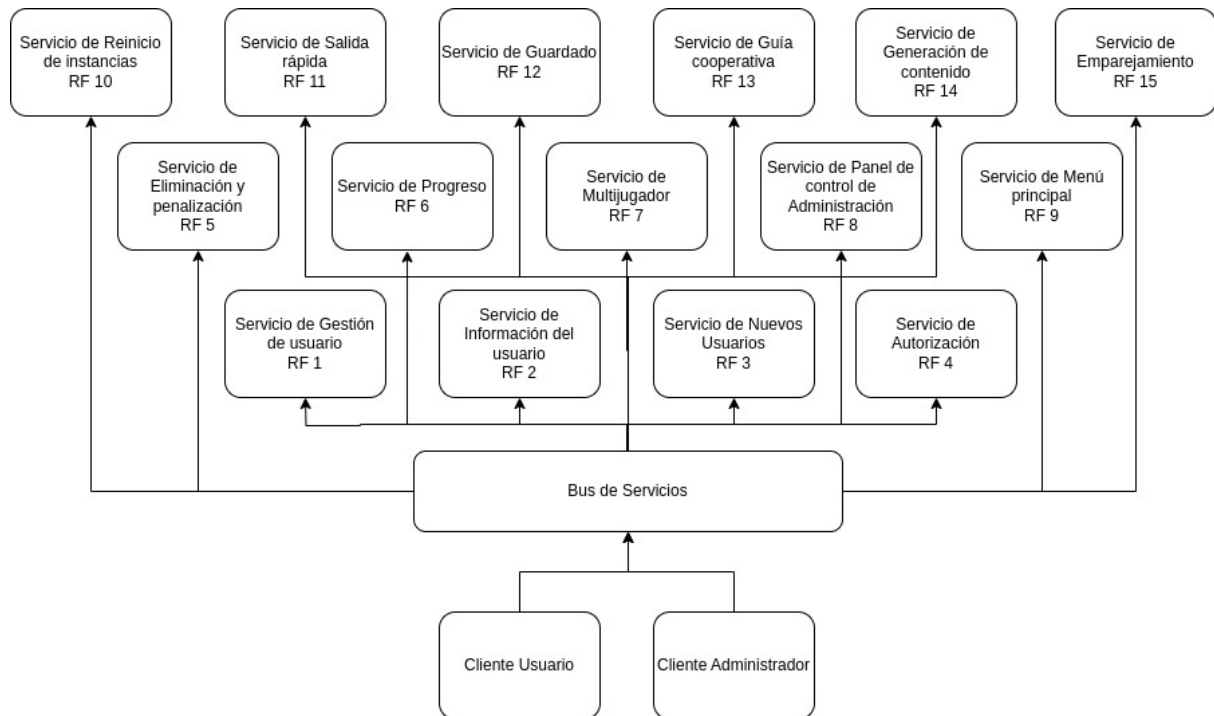 Servicio de Reinicio
de instancias
RF 10
Servicio de Salida
rápida
RF 11
Servicio de Guardado
RF 12
Servicio de Guía
cooperativa
RF 13
Servicio de
Generación de
contenido
RF 14
Servicio de
Emparejamiento
RF 15
Servicio de
Eliminación y
penalización
RF 5
Servicio de Progreso
RF 6
Servicio de
Multijugador
RF 7
Servicio de Panel de
control de
Administración
RF 8
Servicio de Menú
principal
RF 9
Servicio de Gestión
de usuario
RF 1
Servicio de
Información del
usuario
RF 2
Servicio de Nuevos
Usuarios
RF 3
Servicio de
Autorización
RF 4
Bus de Servicios
Cliente Usuario
Cliente Administrador